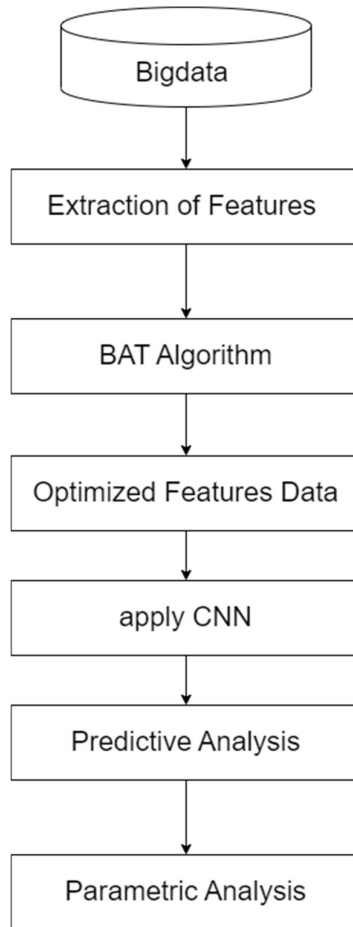 Bigdata
Extraction of Features
BAT Algorithm
Optimized Features Data
apply CNN
Predictive Analysis
Parametric Analysis